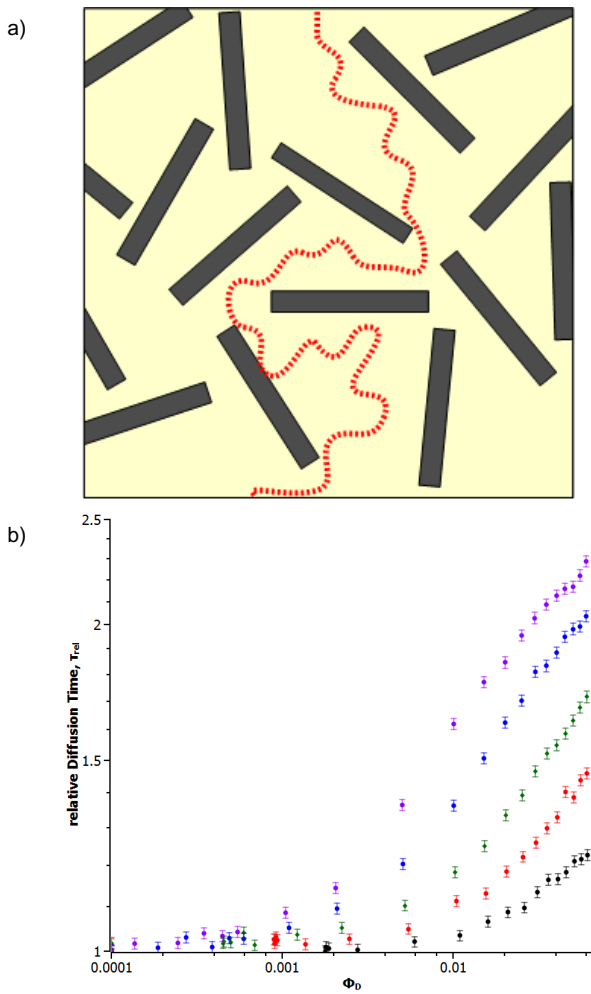 a)
b)
2.5
2
1.5
1
relative Diffusion Time, τrel
0.0001
0.001
0.01
ΦD